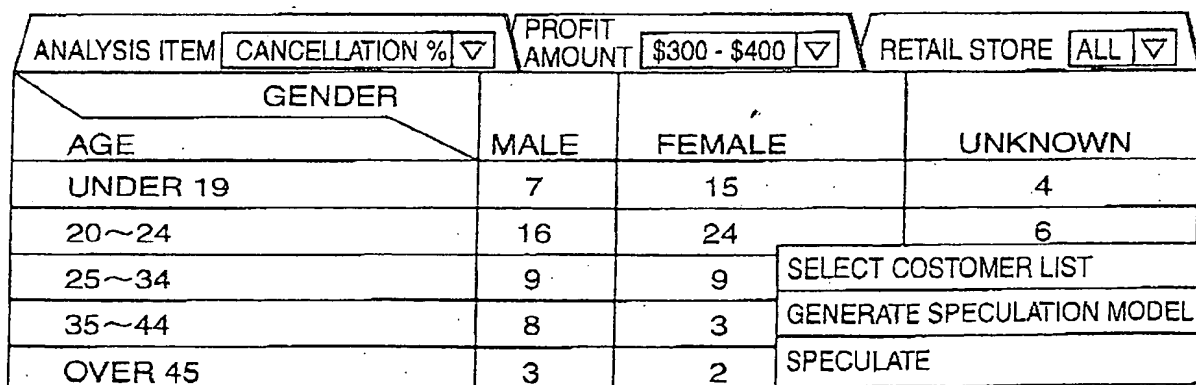 ANALYSIS ITEM CANCELLATION % PROFIT AMOUNT $300 - $400 RETAIL STORE ALL
GENDER
AGE MALE FEMALE UNKNOWN
UNDER 19 7 15 4
20~24 16 24 6
25~34 9 9 SELECT COSTOMER LIST
35~44 8 3 GENERATE SPECULATION MODEL
OVER 45 3 2 SPECULATE